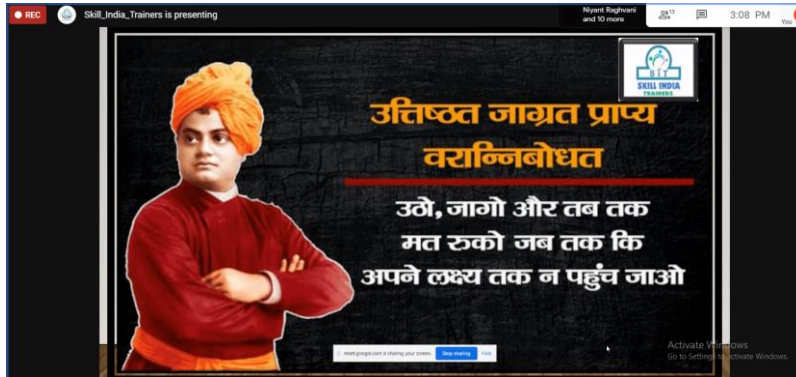 REC
Skill_India_Trainers is presenting
Niyant Raghvani
and 10 more
13
3:08 PM
You
SIT
SKILL INDIA
TRAINERS
उत्तिष्ठत जाग्रत प्राप्य
वरान्निबोधत
उठो, जागो और तब तक
मत रुको जब तक कि
अपने लक्ष्य तक न पहुंच जाओ
meet.google.com is sharing your screen.
Stop sharing
Hide
Activate Windows
Go to Settings to activate Windows.